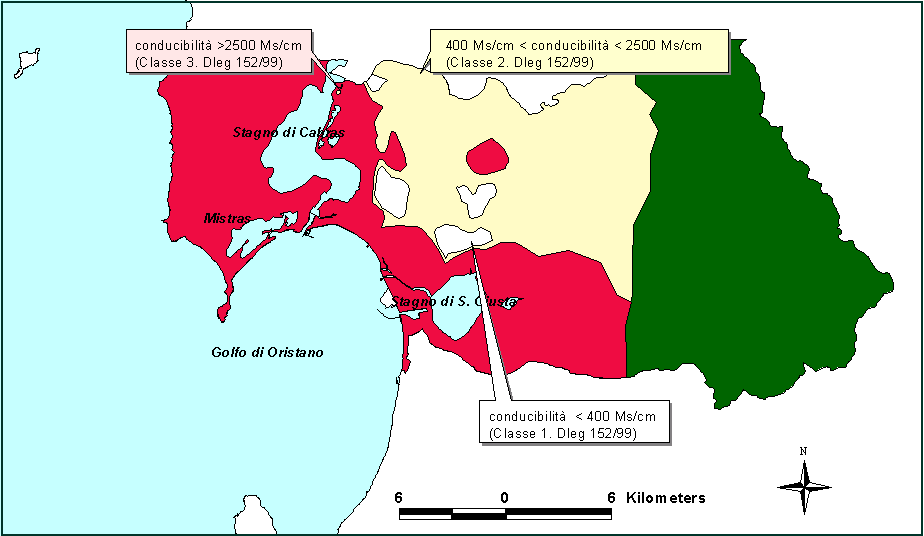 conducibilità >2500 Ms/cm
(Classe 3. Dleg 152/99)
400 Ms/cm < conducibilità < 2500 Ms/cm
(Classe 2. Dleg 152/99)
Stagno di Cabras
Mistras
Stagno di S. Giusta
Golfo di Oristano
conducibilità < 400 Ms/cm
(Classe 1. Dleg 152/99)
N
6 0 6 Kilometers